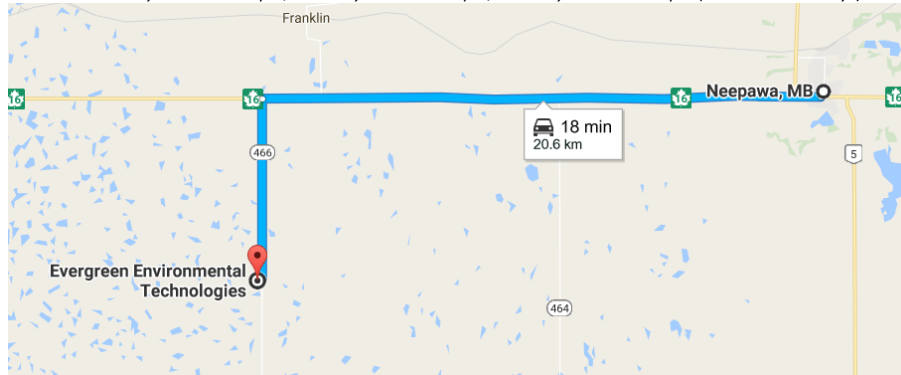 Franklin
16
16
16
16
Neepawa, MB
18 min
20.6 km
466
5
Evergreen Environmental
Technologies
464